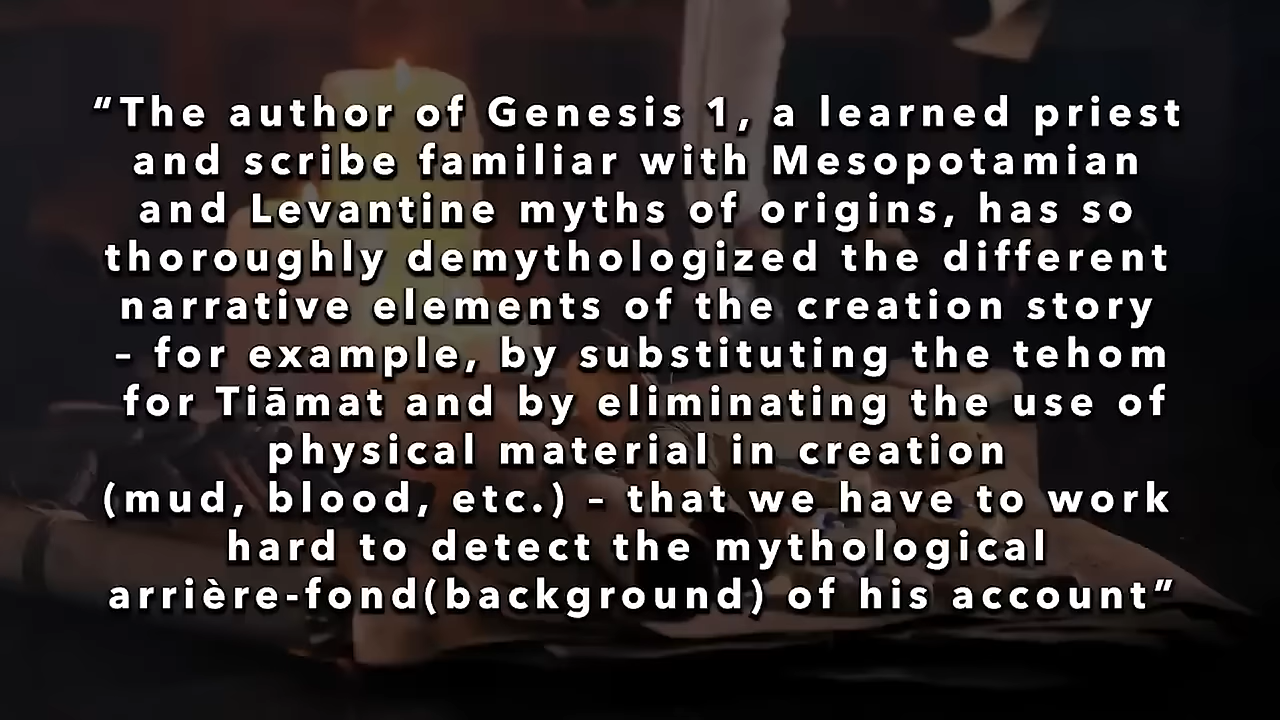 “The author of Genesis 1, a learned priest
and scribe familiar with Mesopotamian
and Levantine myths of origins, has so
thoroughly demythologized the different
narrative elements of the creation story
– for example, by substituting the tehom
for Tiāmat and by eliminating the use of
physical material in creation
(mud, blood, etc.) – that we have to work
hard to detect the mythological
arrière-fond(background) of his account”